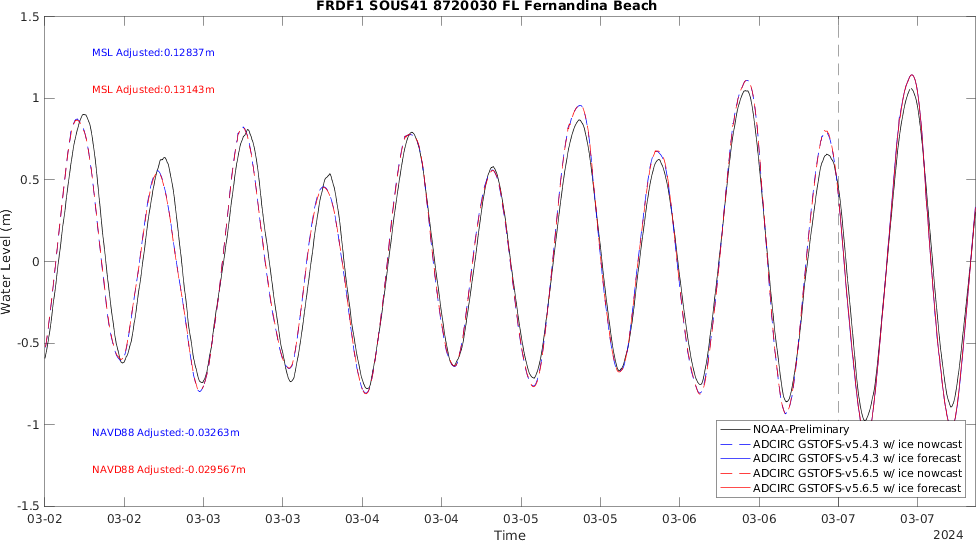 FRDF1 SOUS41 8720030 FL Fernandina Beach
1.5
MSL Adjusted:0.12837m
1
MSL Adjusted:0.13143m
0.5
0
Water Level (m)
-0.5
-1
NAVD88 Adjusted:-0.03263m
NAVD88 Adjusted:-0.029567m
-1.5
NOAA-Preliminary
ADCIRC GSTOFS-v5.4.3 w/ ice nowcast
ADCIRC GSTOFS-v5.4.3 w/ ice forecast
ADCIRC GSTOFS-v5.6.5 w/ ice nowcast
ADCIRC GSTOFS-v5.6.5 w/ ice forecast
03-02 03-02 03-03 03-03 03-04 03-04 03-05 03-05 03-06 03-06 03-07 03-07
Time
2024